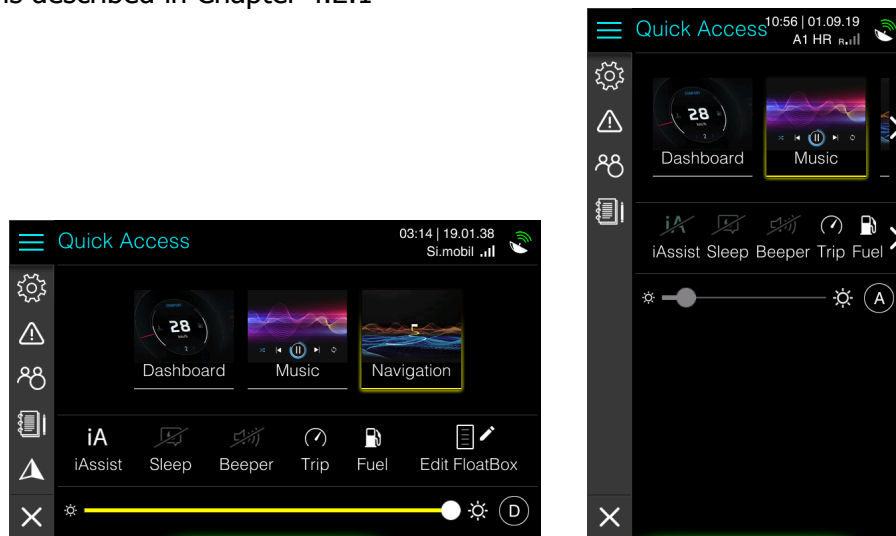 is described in Chapter 4.2.1
Quick Access
03:14 | 19.01.38
Si.mobil
28
km/h
Dashboard
Music
Navigation
iA
iAssist
Sleep
Beeper
Trip
Fuel
Edit FloatBox
D
Quick Access
10:56 | 01.09.19
A1 HR R
28
km/h
Dashboard
Music
iA
iAssist
Sleep
Beeper
Trip
Fuel
A